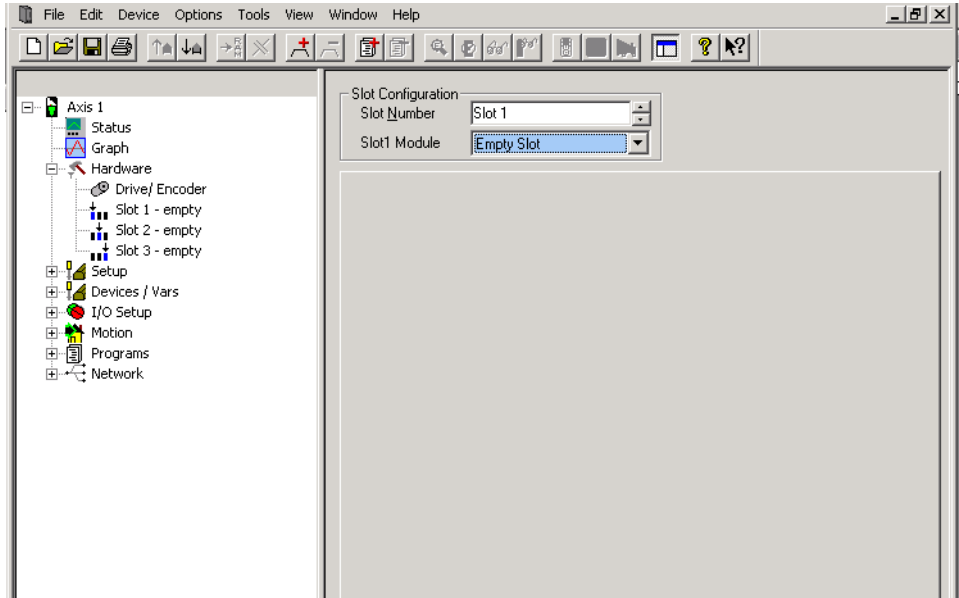 File Edit Device Options Tools View Window Help
Axis 1
Status
Graph
Hardware
Drive/ Encoder
Slot 1 - empty
Slot 2 - empty
Slot 3 - empty
Setup
Devices / Vars
I/O Setup
Motion
Programs
Network
Slot Configuration
Slot Number Slot 1
Slot1 Module Empty Slot